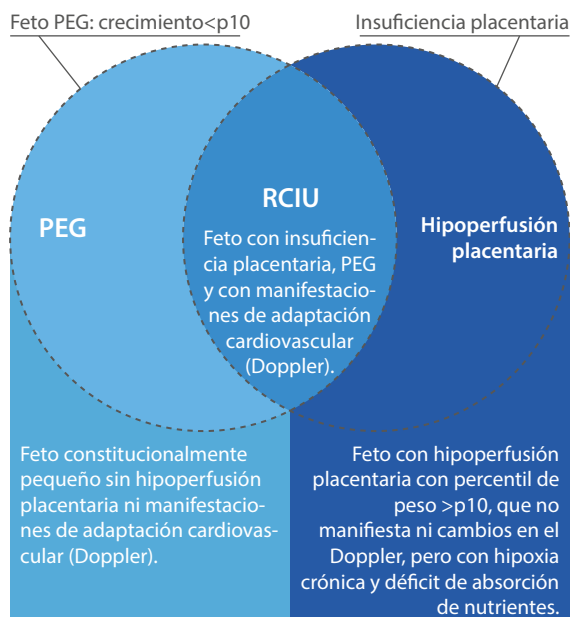 Feto PEG: crecimiento<p10
Insuficiencia placentaria
PEG
RCIU
Feto con insuficien-
cia placentaria, PEG
y con manifestacio-
nes de adaptación
cardiovascular
(Doppler).
Hipoperfusión
placentaria
Feto constitucionalmente
pequeño sin hipoperfusión
placentaria ni manifestacio-
nes de adaptación cardiovas-
cular (Doppler).
Feto con hipoperfusión
placentaria con percentil de
peso >p10, que no
manifiesta ni cambios en el
Doppler, pero con hipoxia
crónica y déficit de absorción
de nutrientes.